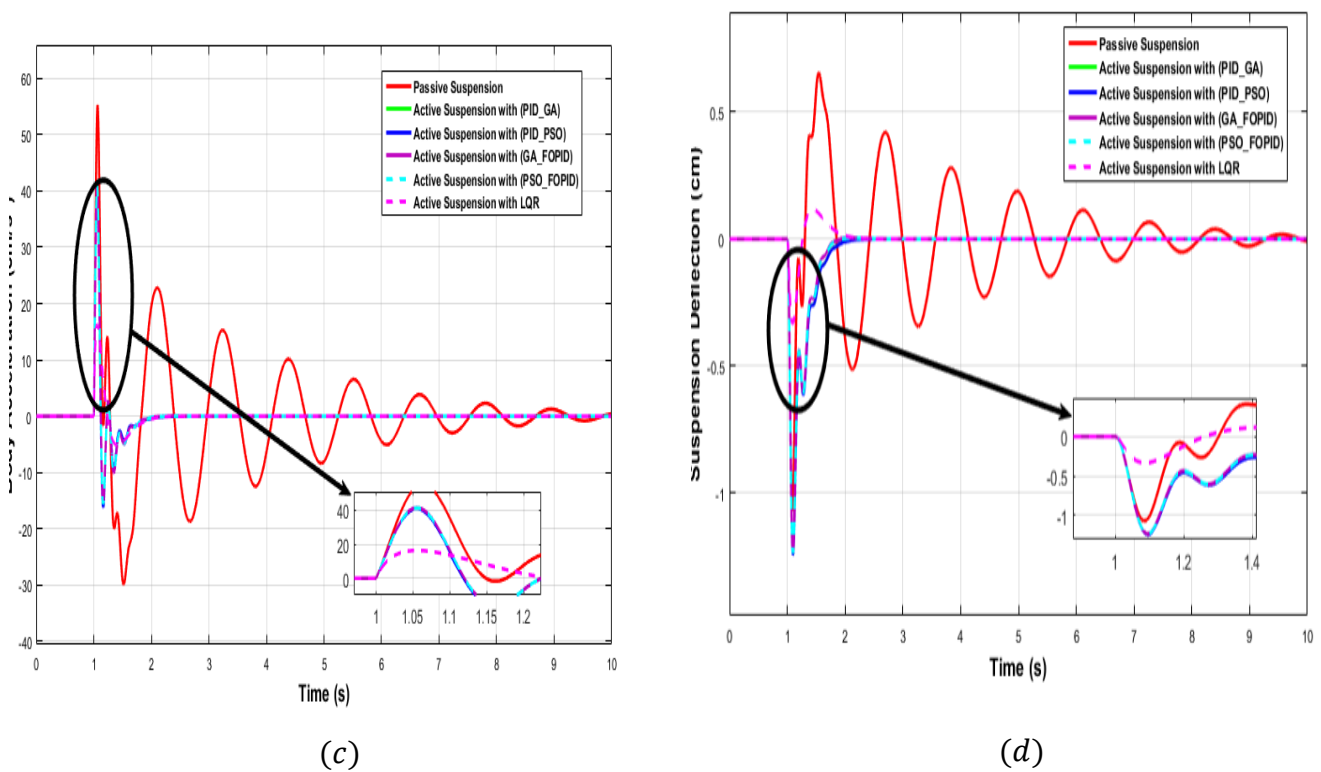 Passive Suspension
Active Suspension with (PID_GA)
Active Suspension with (PID_PSO)
Active Suspension with (GA_FOPID)
Active Suspension with (PSO_FOPID)
Active Suspension with LQR
60
50
40
30
20
10
0
-10
-20
-30
-40
40
20
0
1 1.05 1.1 1.15 1.2
0 1 2 3 4 5 6 7 8 9 10
Time (s)
(c)
Suspension Deflection (cm)
Passive Suspension
Active Suspension with (PID_GA)
Active Suspension with (PID_PSO)
Active Suspension with (GA_FOPID)
Active Suspension with (PSO_FOPID)
Active Suspension with LQR
0.5
0
-0.5
-1
0
-0.5
-1
1 1.2 1.4
0 1 2 3 4 5 6 7 8 9 10
Time (s)
(d)